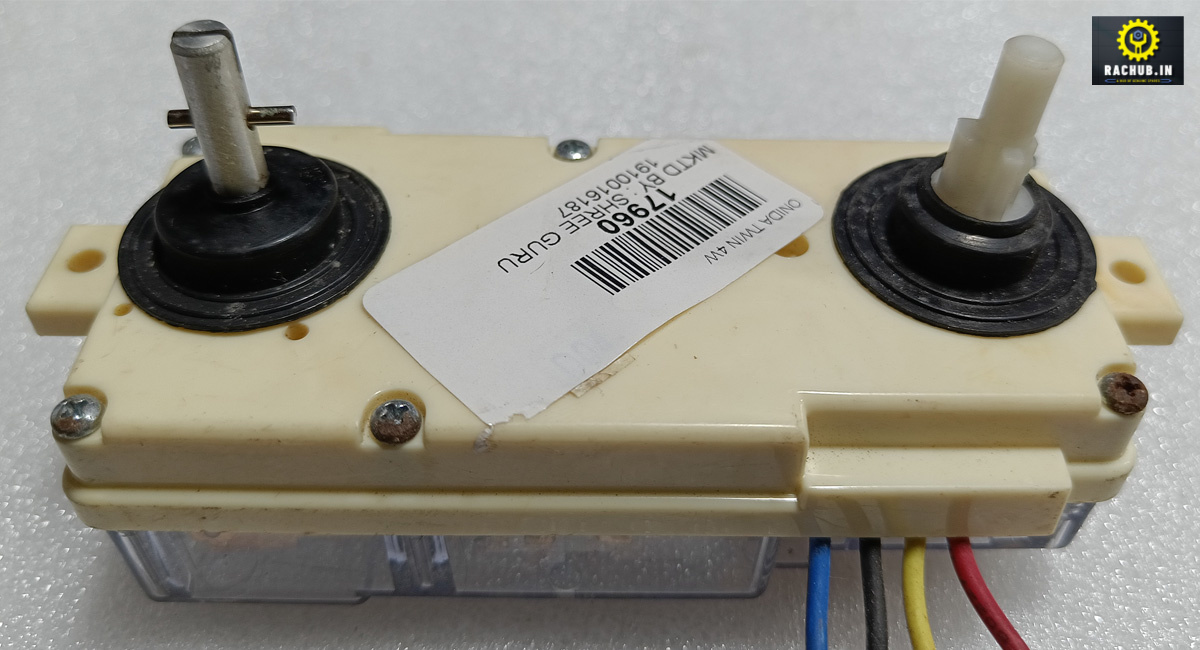 RACHUB.IN
ONIDA TWIN 4W
17960
1910016187
MKTD BY: SHREE GURU